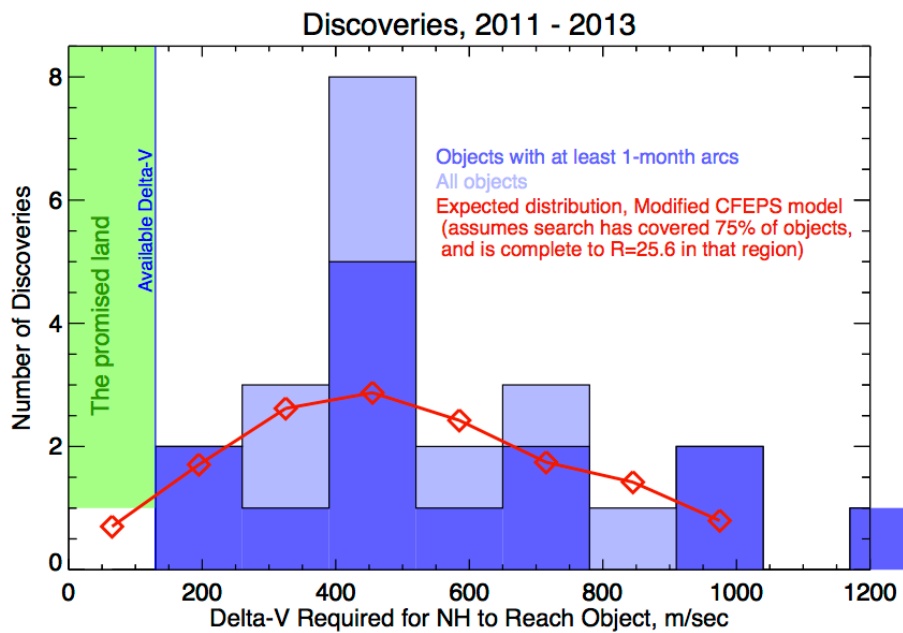 Discoveries, 2011 - 2013
8
6
4
2
0
Number of Discoveries
The promised land
Available Delta-V
Objects with at least 1-month arcs
All objects
Expected distribution, Modified CFEPS model
(assumes search has covered 75% of objects,
and is complete to R=25.6 in that region)
0 200 400 600 800 1000 1200
Delta-V Required for NH to Reach Object, m/sec